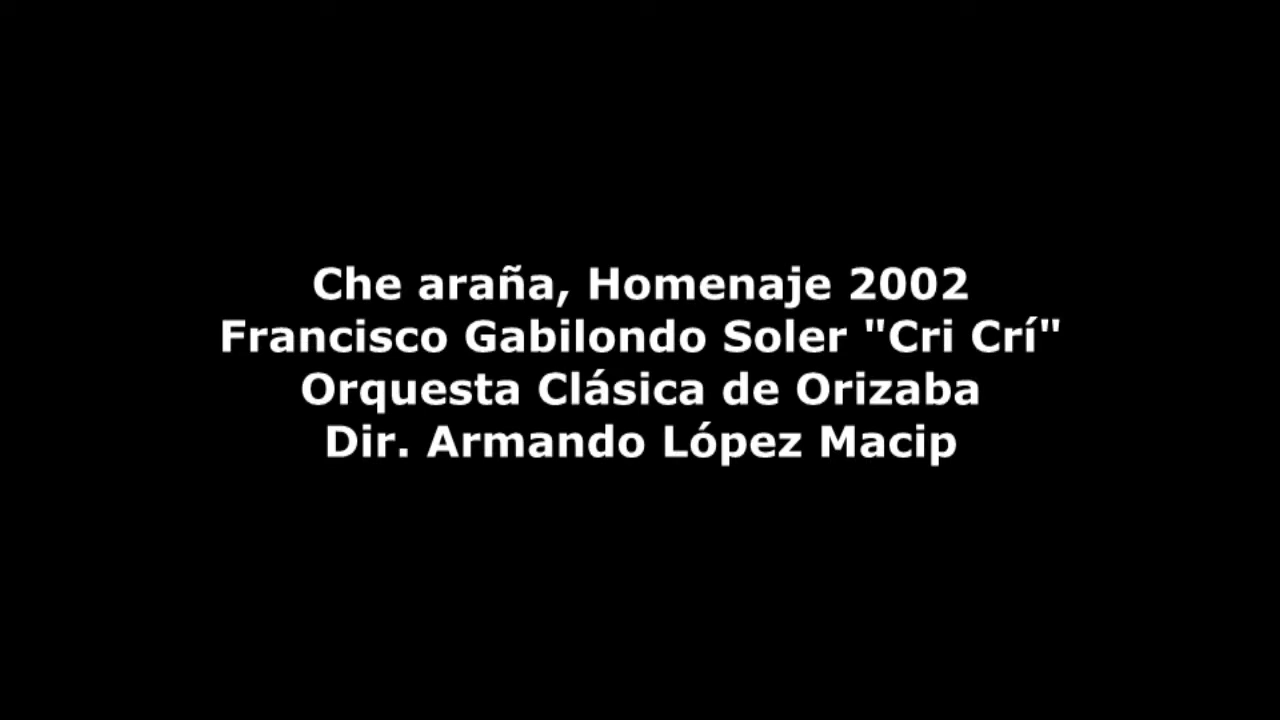 Che araña, Homenaje 2002
Francisco Gabilondo Soler "Cri Crí"
Orquesta Clásica de Orizaba
Dir. Armando López Macip